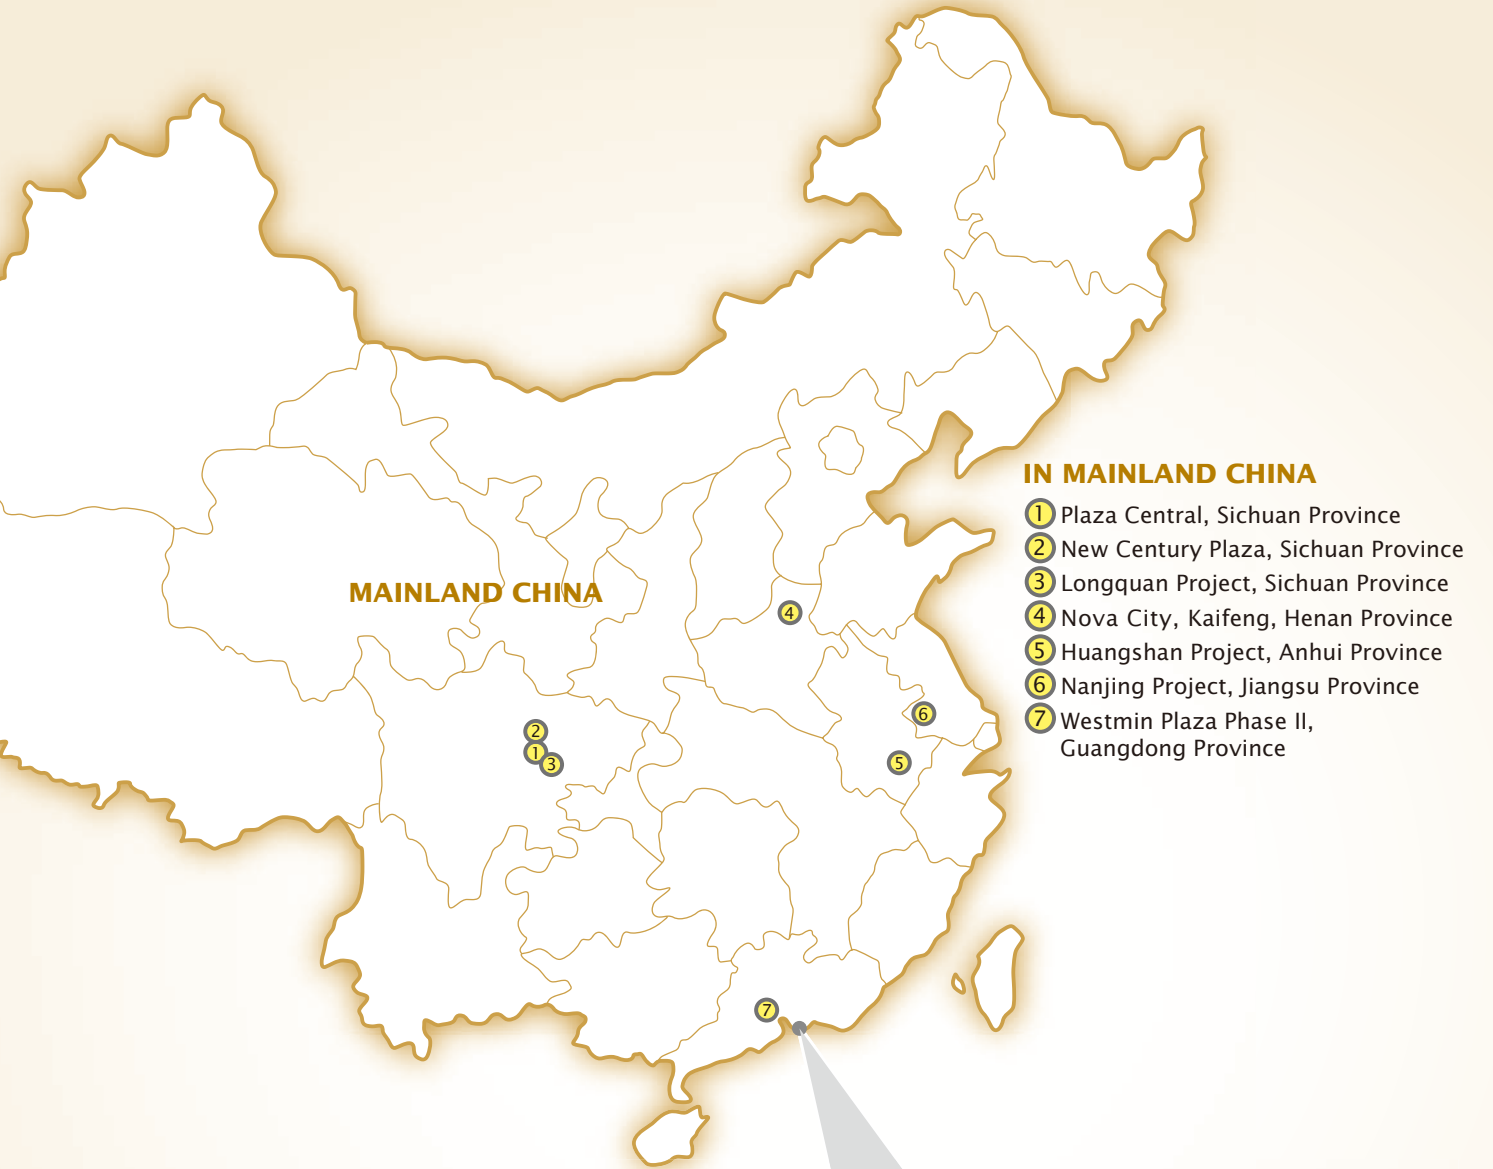 IN MAINLAND CHINA
1 Plaza Central, Sichuan Province
2 New Century Plaza, Sichuan Province
3 Longquan Project, Sichuan Province
4 Nova City, Kaifeng, Henan Province
5 Huangshan Project, Anhui Province
6 Nanjing Project, Jiangsu Province
7 Westmin Plaza Phase II,
Guangdong Province
MAINLAND CHINA
4
2
1
3
6
5
7